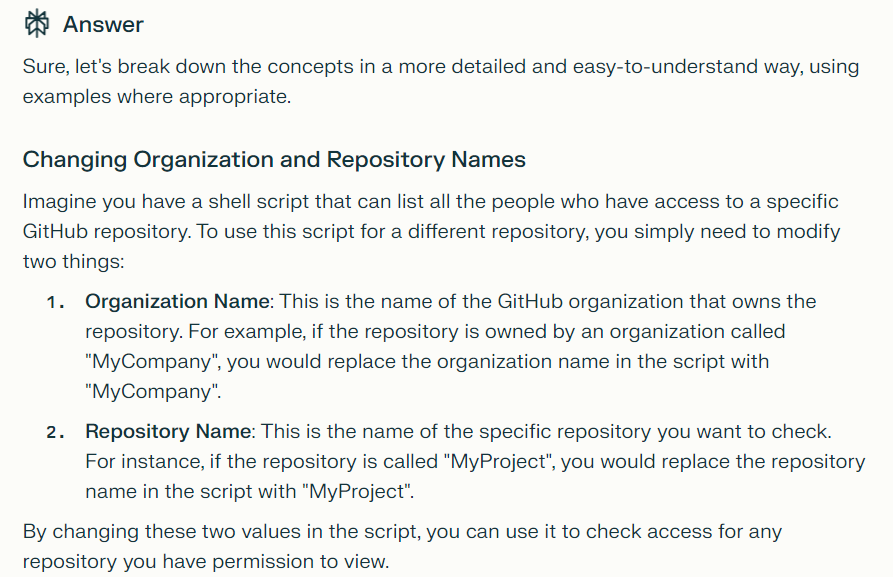 Answer
Sure, let's break down the concepts in a more detailed and easy-to-understand way, using
examples where appropriate.
Changing Organization and Repository Names
Imagine you have a shell script that can list all the people who have access to a specific
GitHub repository. To use this script for a different repository, you simply need to modify
two things:
1. Organization Name: This is the name of the GitHub organization that owns the
repository. For example, if the repository is owned by an organization called
"MyCompany", you would replace the organization name in the script with
"MyCompany".
2. Repository Name: This is the name of the specific repository you want to check.
For instance, if the repository is called "MyProject", you would replace the repository
name in the script with "MyProject".
By changing these two values in the script, you can use it to check access for any
repository you have permission to view.